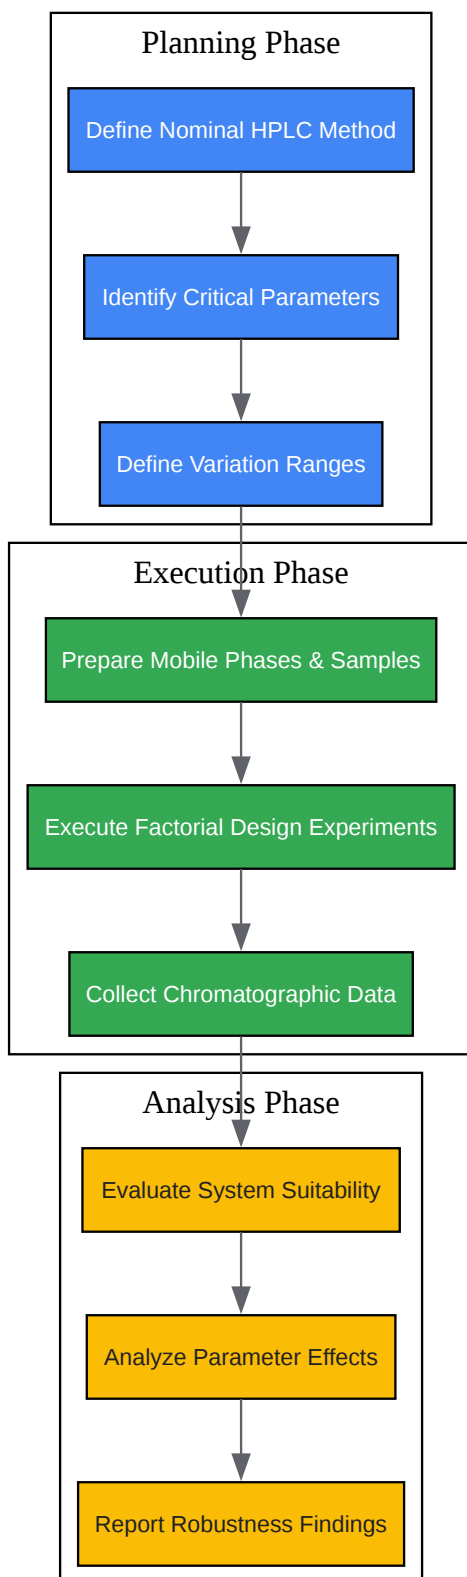 Planning Phase
Define Nominal HPLC Method
Identify Critical Parameters
Define Variation Ranges
Execution Phase
Prepare Mobile Phases & Samples
Execute Factorial Design Experiments
Collect Chromatographic Data
Analysis Phase
Evaluate System Suitability
Analyze Parameter Effects
Report Robustness Findings